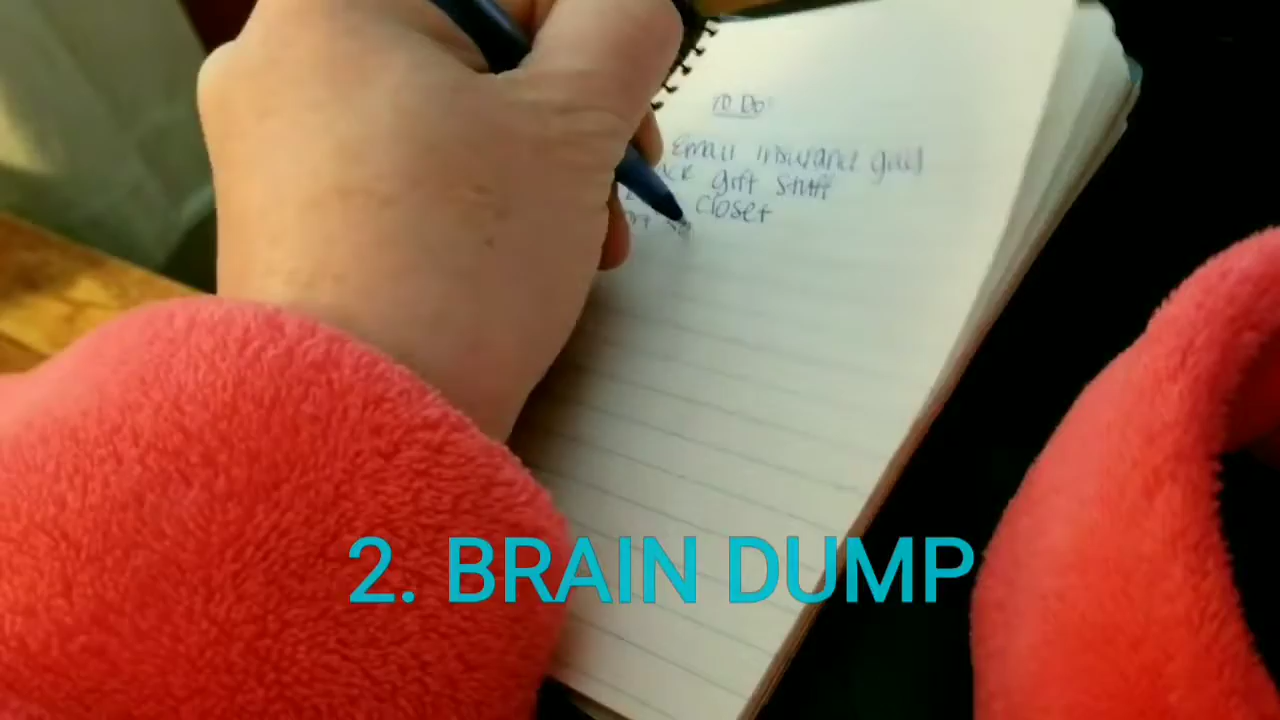 TO DO
Email insurance guy
gift stuff
closet
2. BRAIN DUMP